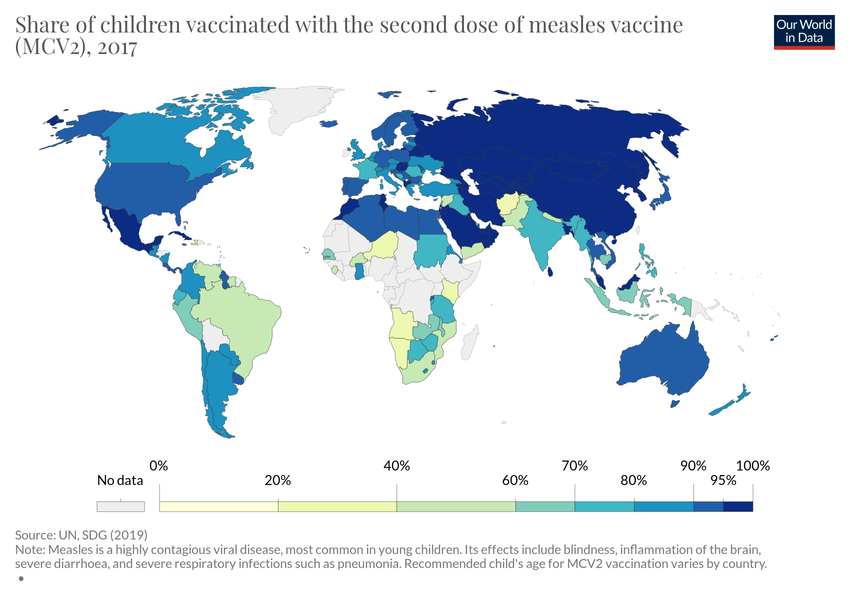 Share of children vaccinated with the second dose of measles vaccine
(MCV2), 2017
Our World
in Data
No data
0%
20%
40%
60%
70%
80%
90%
95%
100%
Source: UN, SDG (2019)
Note: Measles is a highly contagious viral disease, most common in young children. Its effects include blindness, inflammation of the brain,
severe diarrhoea, and severe respiratory infections such as pneumonia. Recommended child's age for MCV2 vaccination varies by country.